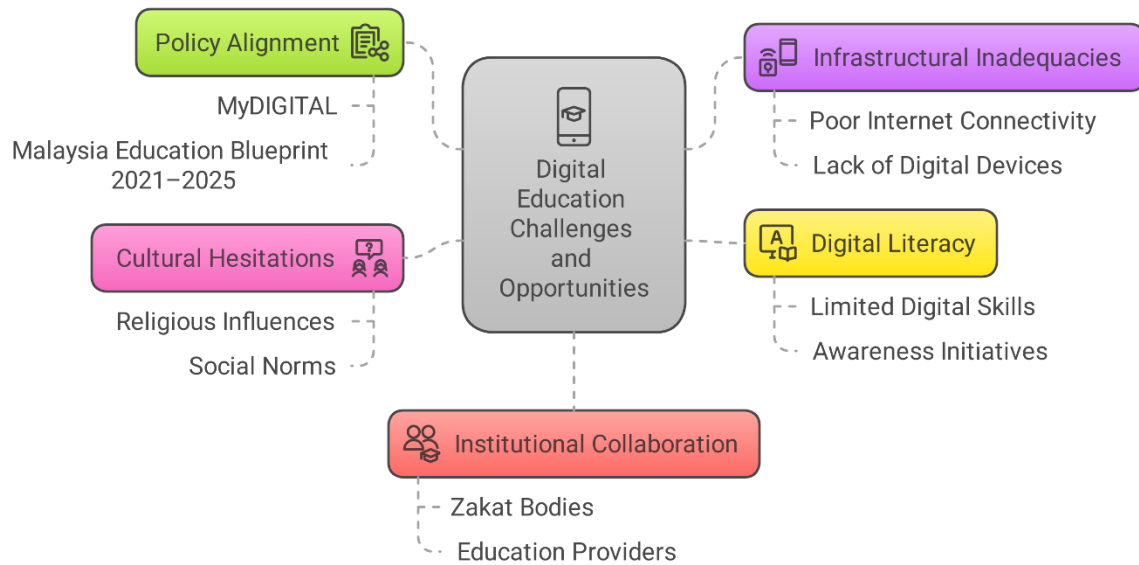 Policy Alignment
MyDIGITAL
Malaysia Education Blueprint
2021–2025
Cultural Hesitations
Religious Influences
Social Norms
Digital
Education
Challenges
and
Opportunities
Infrastructural Inadequacies
Poor Internet Connectivity
Lack of Digital Devices
A
Digital Literacy
Limited Digital Skills
Awareness Initiatives
Institutional Collaboration
Zakat Bodies
Education Providers